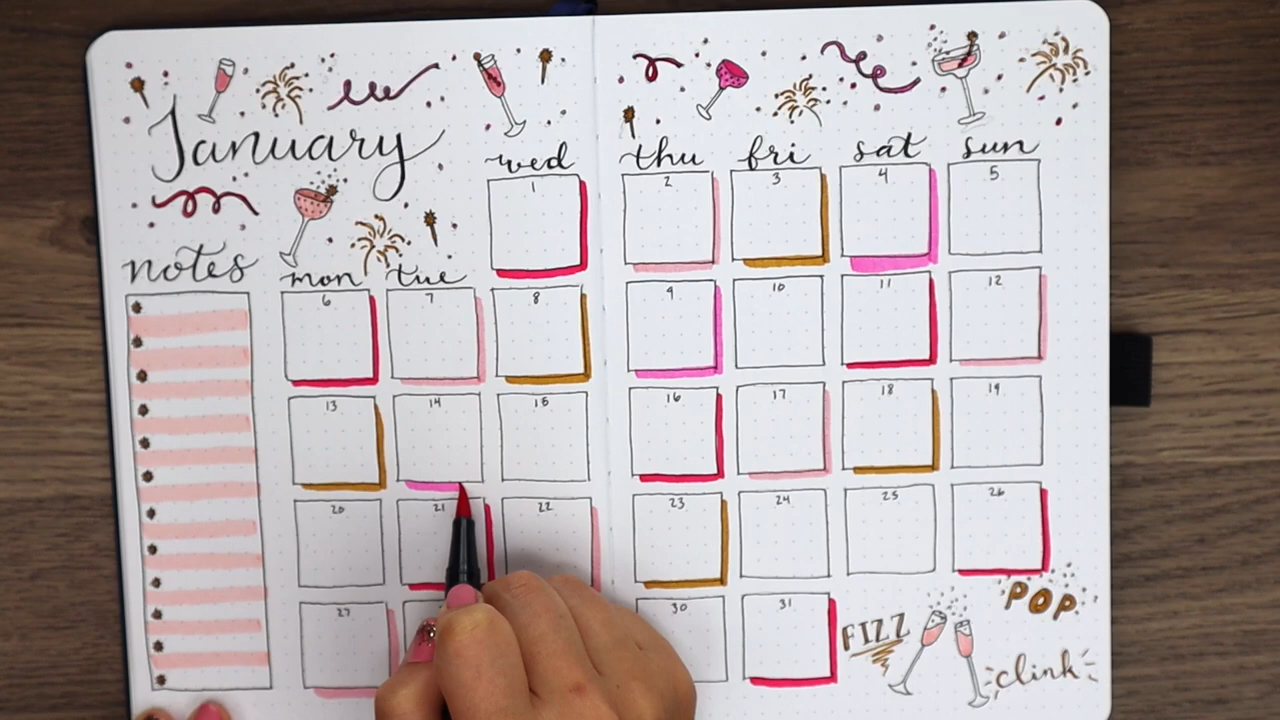 January
wed thu fri sat sun
1 2 3 4 5
notes
mon tue
6 7 8 9 10 11 12
13 14 15 16 17 18 19
20 21 22 23 24 25 26
27 30 31
POP
FIZZ
clink